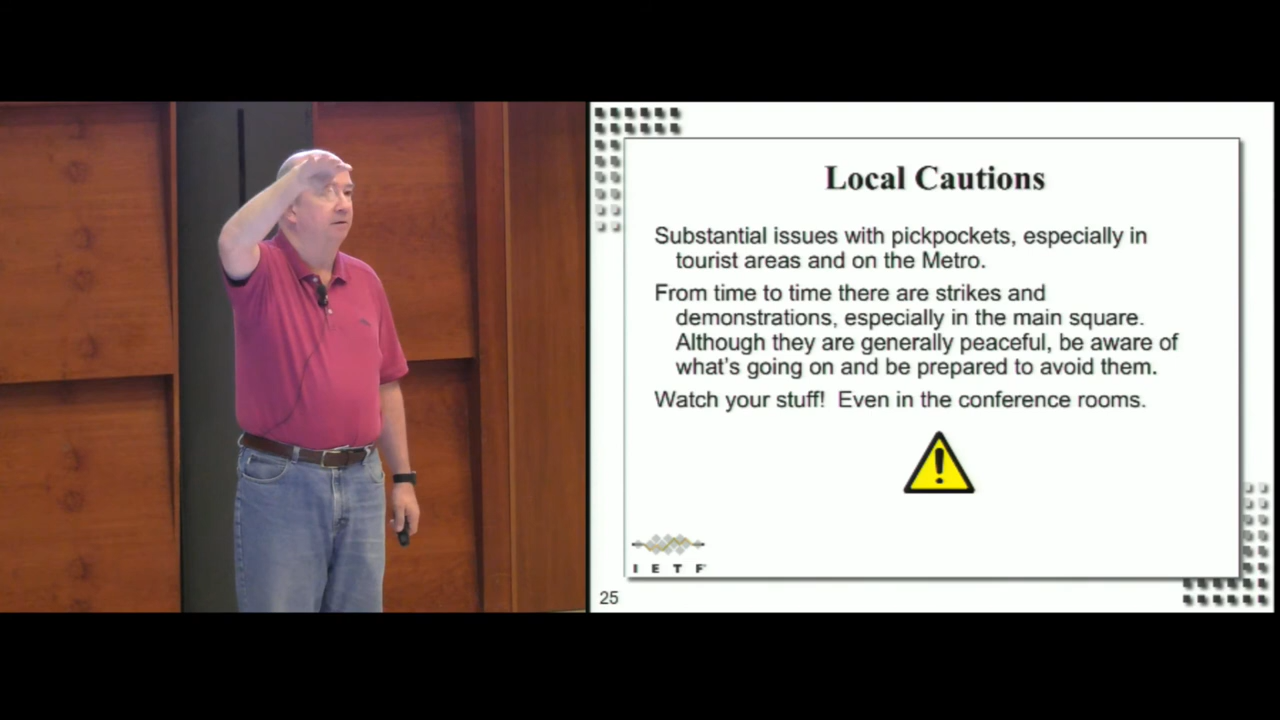 Local Cautions
Substantial issues with pickpockets, especially in
tourist areas and on the Metro.
From time to time there are strikes and
demonstrations, especially in the main square.
Although they are generally peaceful, be aware of
what's going on and be prepared to avoid them.
Watch your stuff!  Even in the conference rooms.
!
I E T F
25